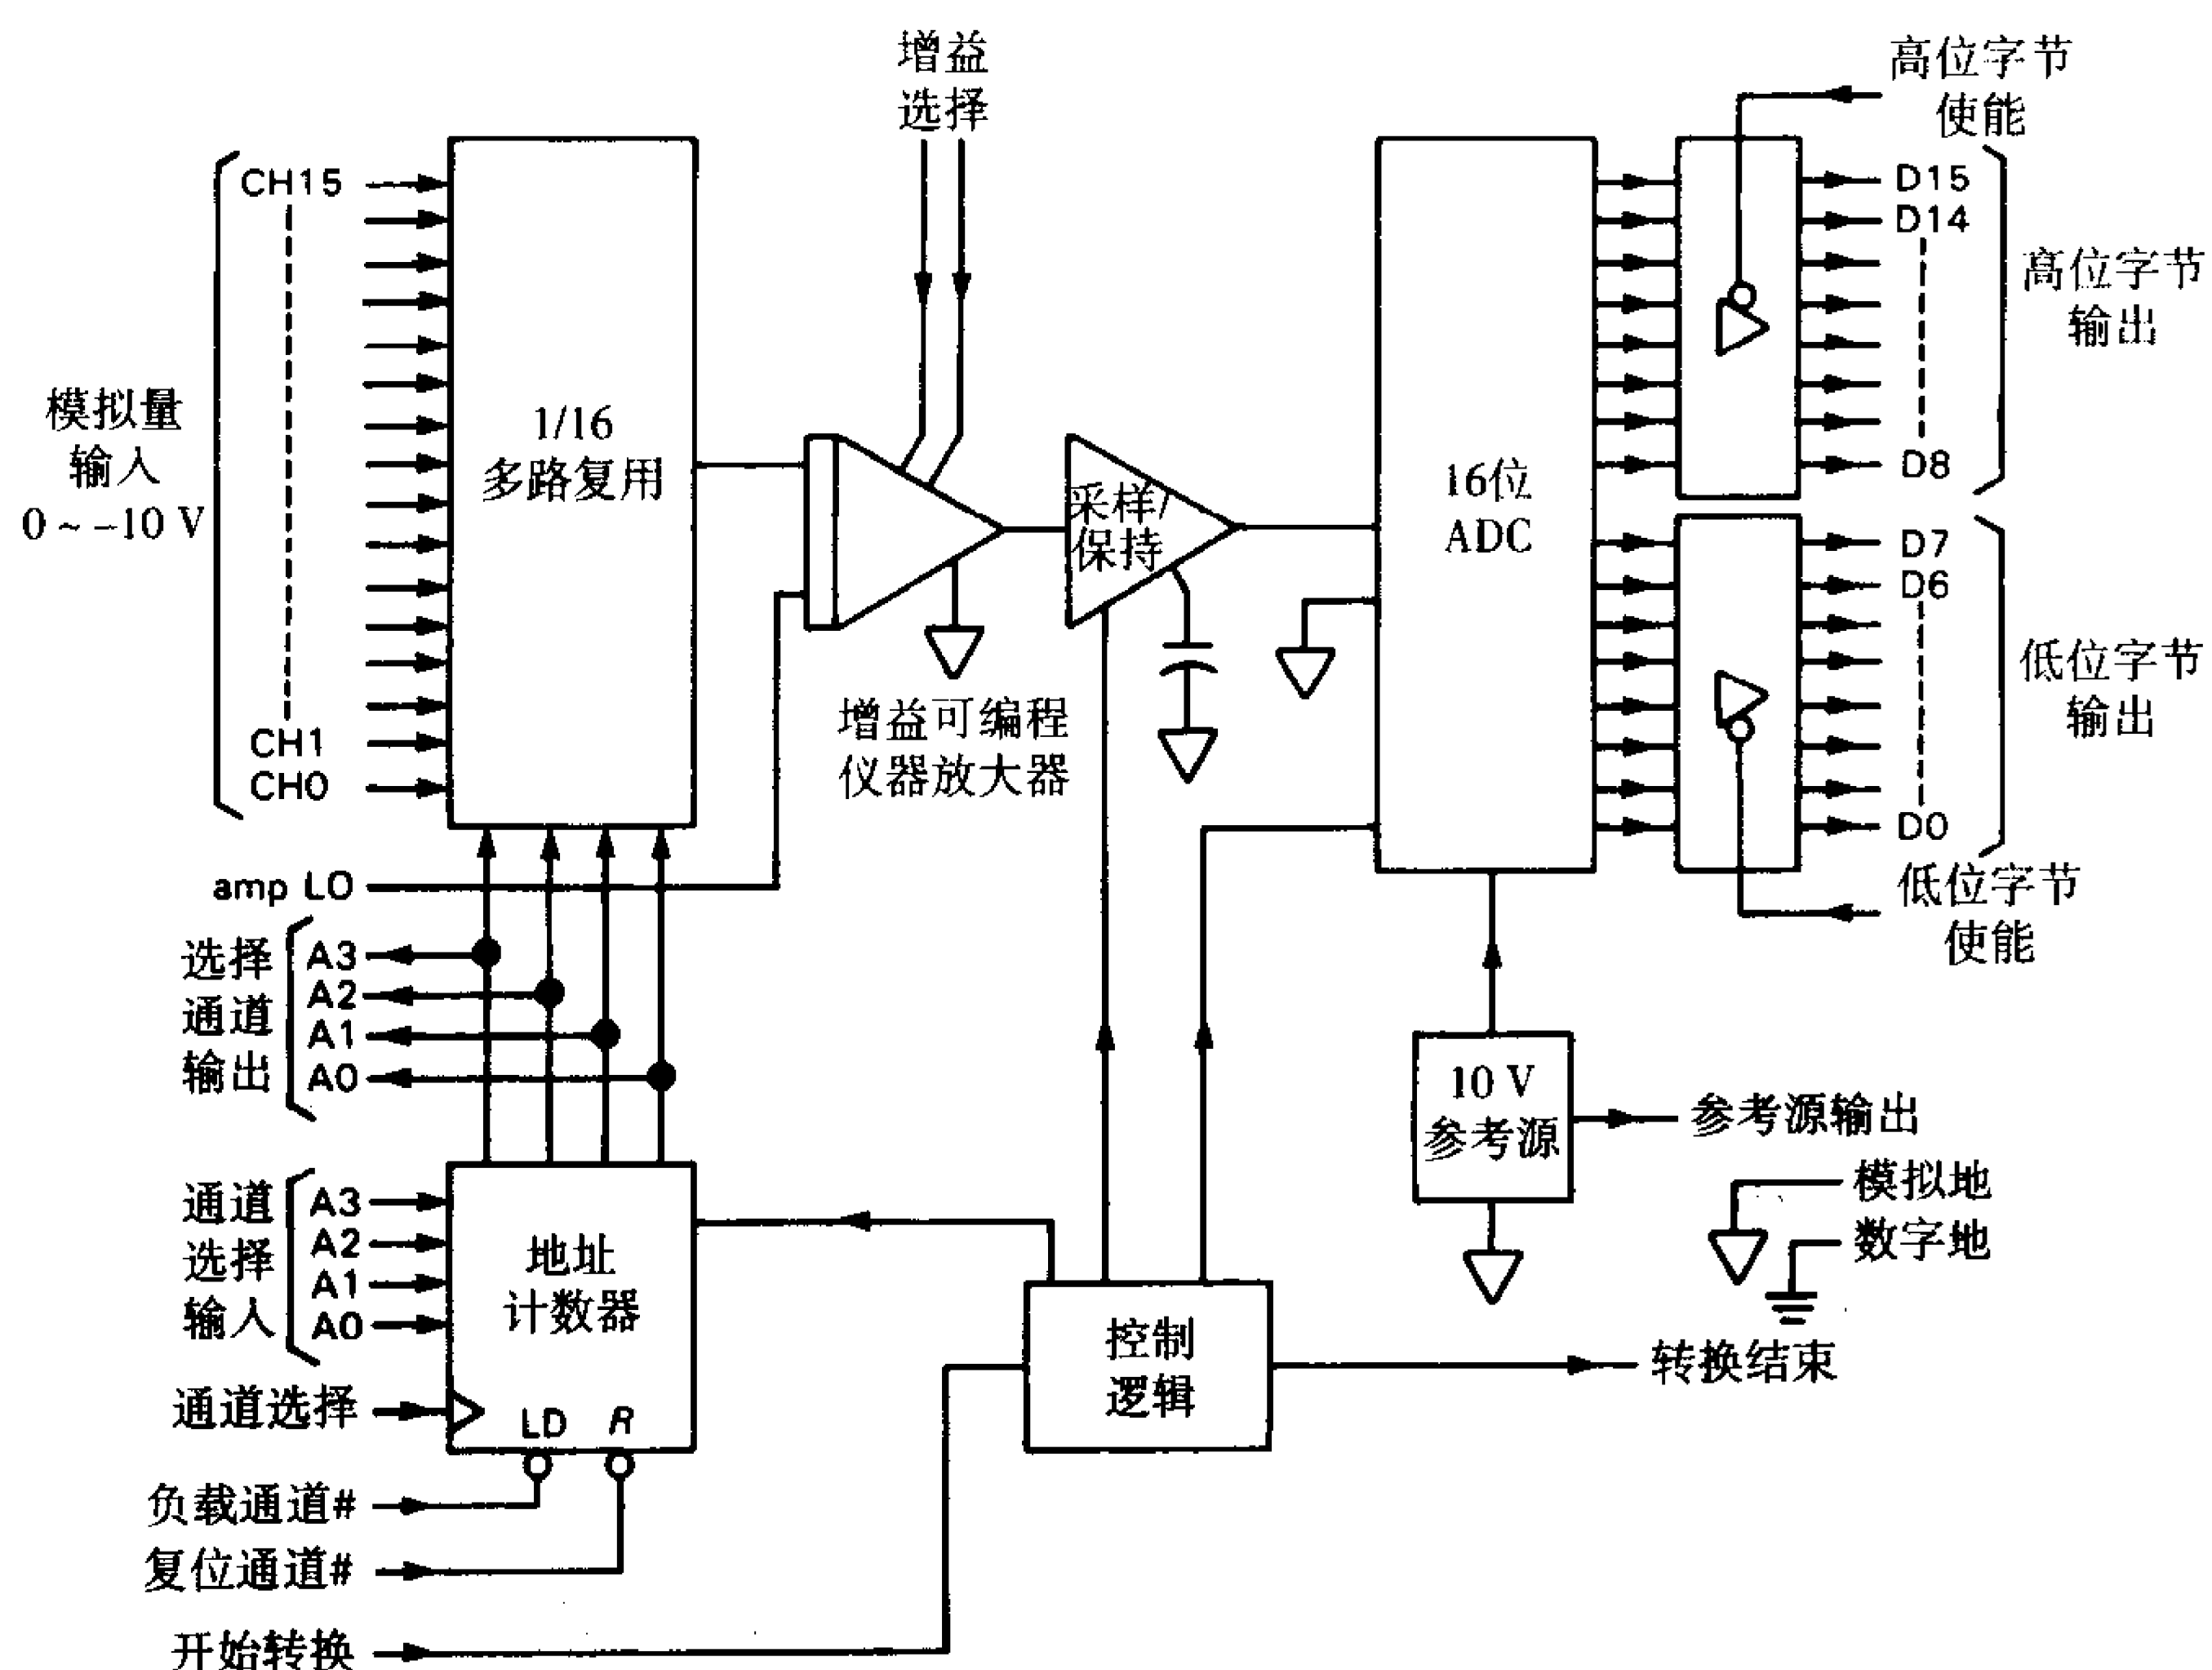 增益
选择
高位字节
使能
CH15
CH1
CH0
模拟量
输入
0 ~ -10 V
1/16
多路复用
增益可编程
仪器放大器
采样/
保持
16位
ADC
D15
D14
D8
高位字节
输出
D7
D6
D0
低位字节
输出
低位字节
使能
amp LO
选择
通道
输出
A3
A2
A1
A0
10 V
参考源
参考源输出
模拟地
数字地
通道
选择
输入
A3
A2
A1
A0
地址
计数器
通道选择
LD
R
控制
逻辑
转换结束
负载通道#
复位通道#
开始转换